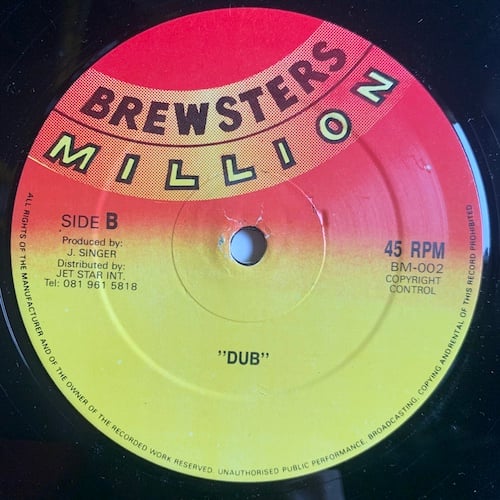 BREWSTERS
MILLION
SIDE B
Produced by:
J. SINGER
Distributed by:
JET STAR INT.
Tel: 081 961 5818
45 RPM
BM-002
COPYRIGHT
CONTROL
"DUB"
ALL RIGHTS OF THE MANUFACTURER AND OF THE OWNER OF THE RECORDED WORK RESERVED. UNAUTHORISED PUBLIC PERFORMANCE, BROADCASTING, COPYING AND RENTAL OF THIS RECORD PROHIBITED